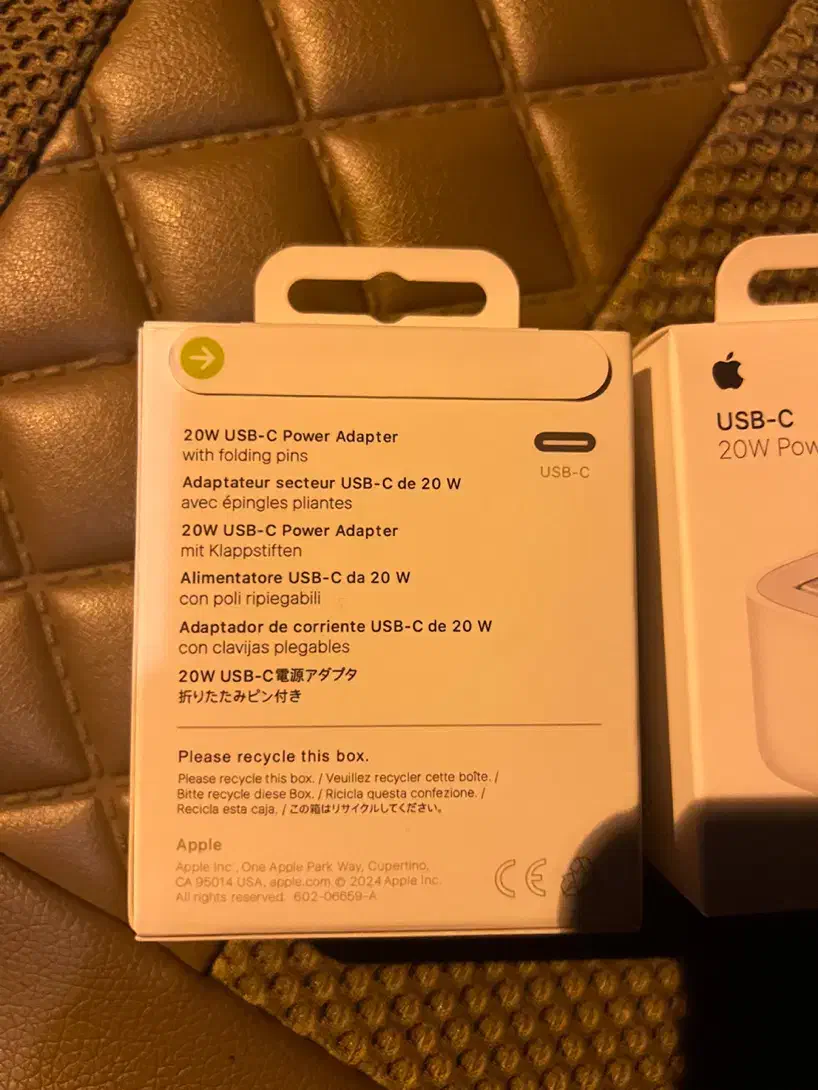 20W USB-C Power Adapter
with folding pins
Adaptateur secteur USB-C de 20 W
avec épingles pliantes
20W USB-C Power Adapter
mit Klappstiften
Alimentatore USB-C da 20 W
con poli ripiegabili
Adaptador de corriente USB-C de 20 W
con clavijas plegables
20W USB-C電源アダプタ
折りたたみピン付き
USB-C
Please recycle this box.
Please recycle this box. / Veuillez recycler cette boîte. /
Bitte recycle diese Box. / Ricicla questa confezione. /
Recicla esta caja. / この箱はリサイクルしてください。
Apple
Apple Inc., One Apple Park Way, Cupertino,
CA 95014 USA, apple.com © 2024 Apple Inc.
All rights reserved. 602-06659-A
CE
USB-C
20W Pow